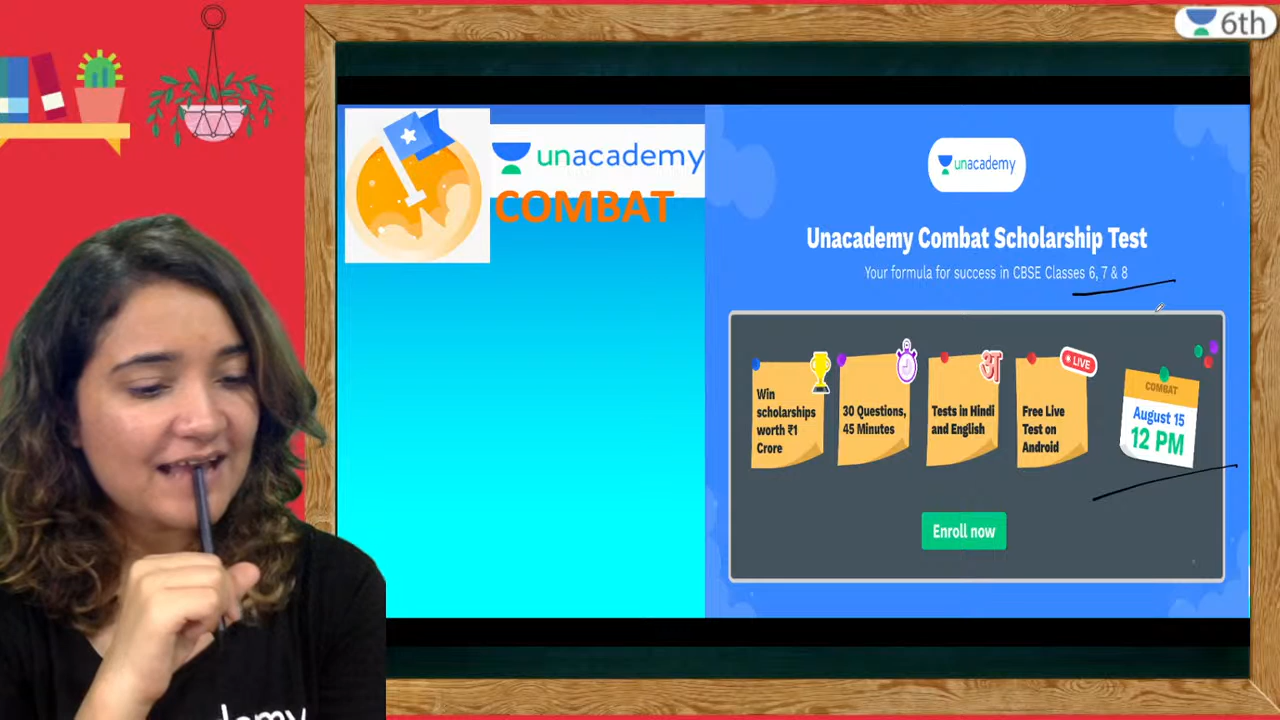 6th
unacademy
COMBAT
unacademy
Unacademy Combat Scholarship Test
Your formula for success in CBSE Classes 6, 7 & 8
Win
scholarships
worth ₹1
Crore
30 Questions,
45 Minutes
अ
Tests in Hindi
and English
LIVE
Free Live
Test on
Android
COMBAT
August 15
12 PM
Enroll now